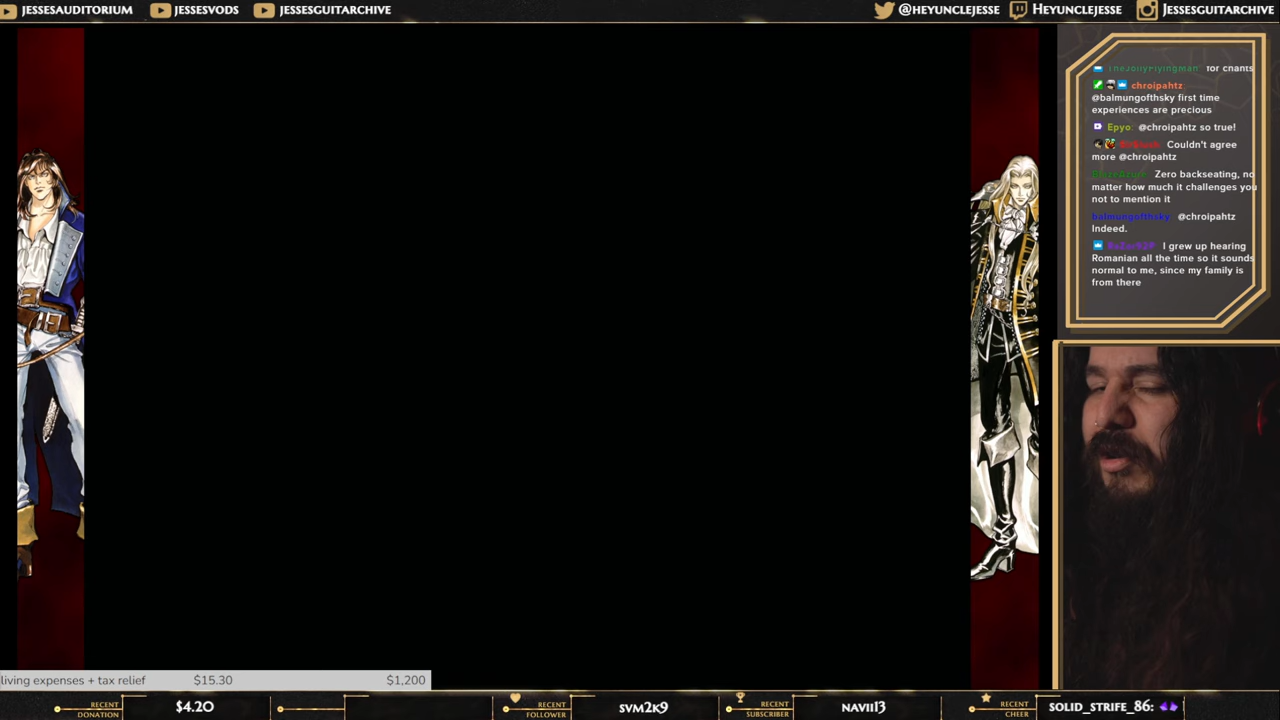 JESSESAUDITORIUM JESSESVODS JESSESGUITARCHIVE @HEYUNCLEJESSE HEYUNCLEJESSE JESSESGUITARCHIVE
TheJollyFlyingman: for chants
chroipahtz:
@balmungofthsky first time
experiences are precious
Epyo: @chroipahtz so true!
Couldn't agree
more @chroipahtz
Zero backseating, no
matter how much it challenges you
not to mention it
balmungofthsky: @chroipahtz
Indeed.
I grew up hearing
Romanian all the time so it sounds
normal to me, since my family is
from there
living expenses + tax relief $15.30 $1,200
RECENT DONATION $4.20
RECENT FOLLOWER SVM2K9
RECENT SUBSCRIBER NAVII13
RECENT CHEER SOLID_STRIFE_86: